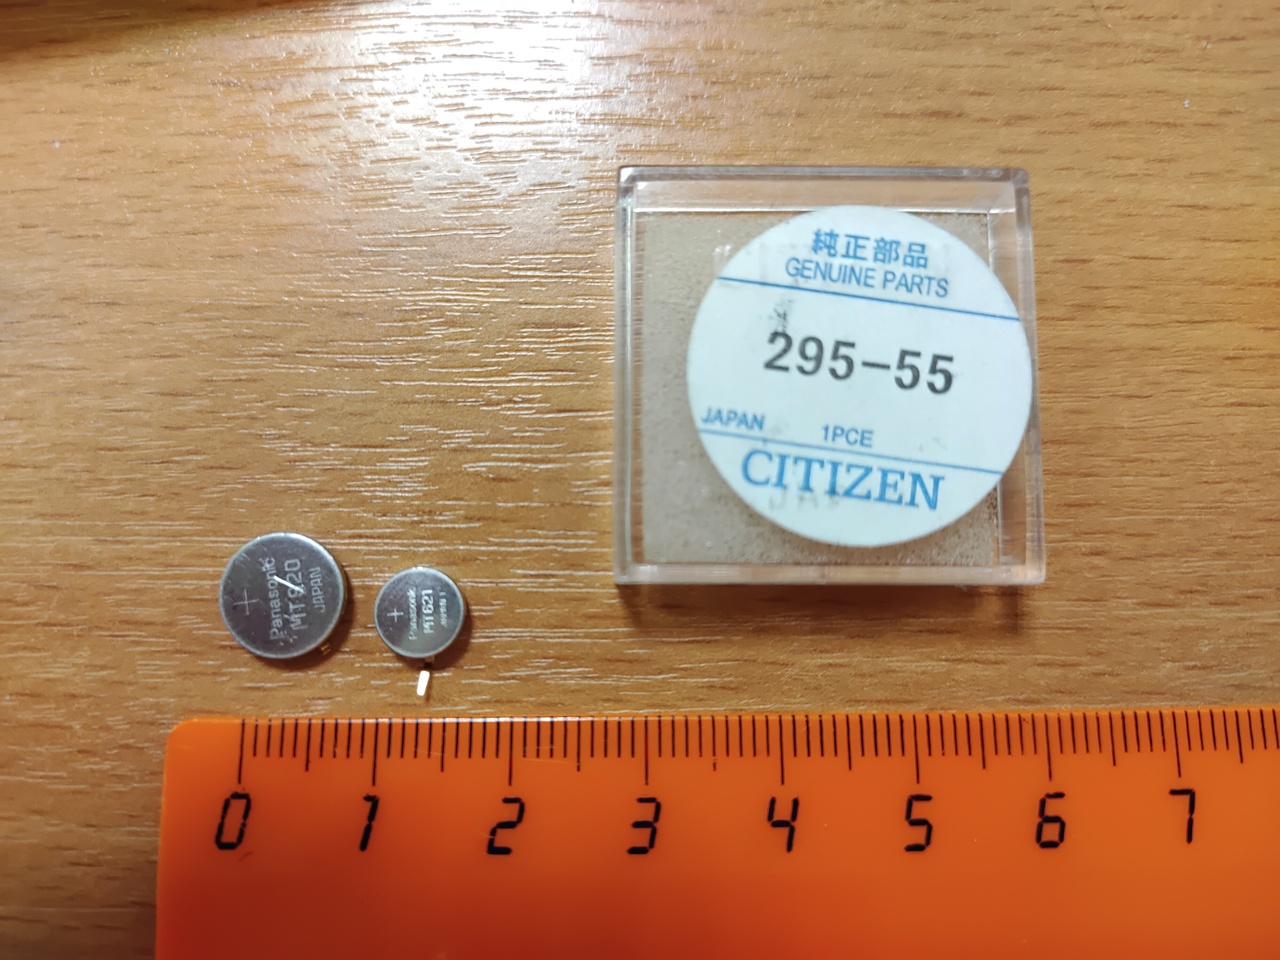 純正部品
GENUINE PARTS
295-55
JAPAN 1PCE
CITIZEN
+
Panasonic
MT920
JAPAN
+
Panasonic
MT621
JAPAN
0 1 2 3 4 5 6 7